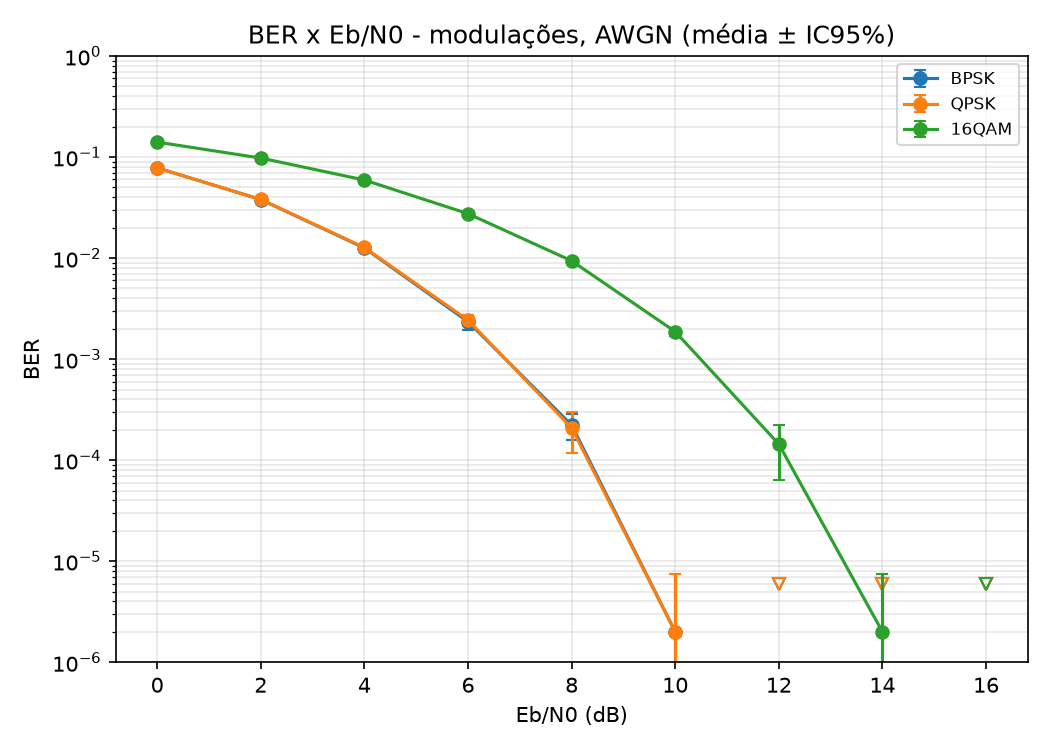 BER x Eb/N0 - modulações, AWGN (média ± IC95%)
BPSK
QPSK
16QAM
10^0
10^-1
10^-2
10^-3
10^-4
10^-5
10^-6
BER
0 2 4 6 8 10 12 14 16
Eb/N0 (dB)